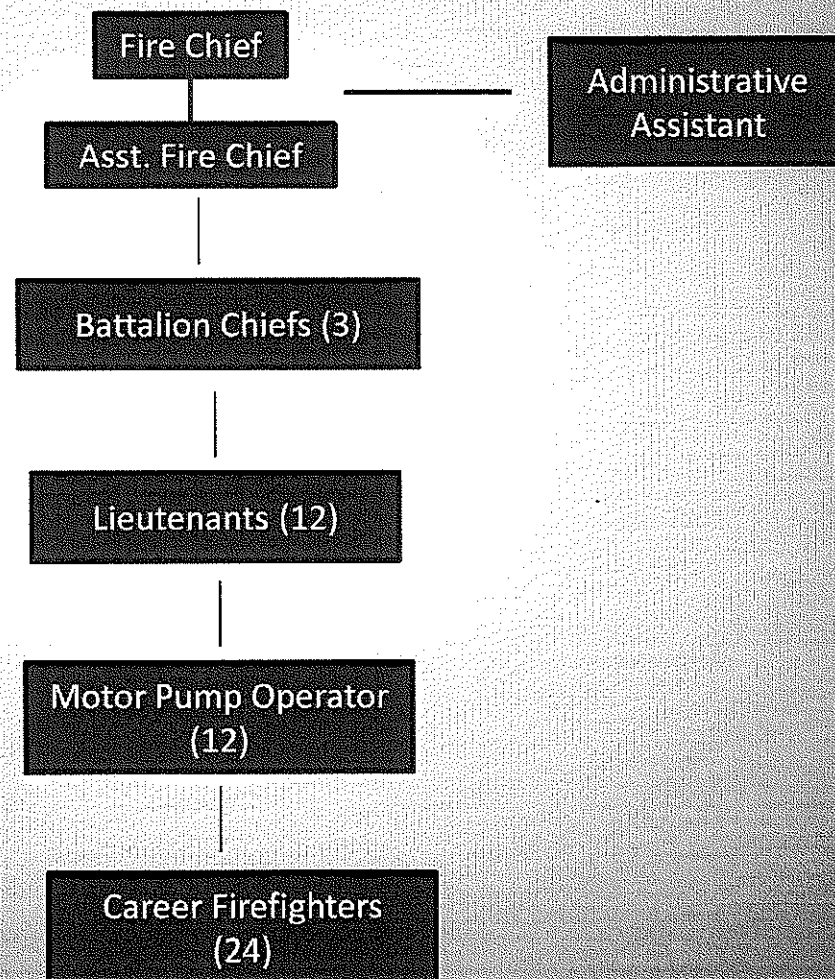 Fire Chief
Administrative
Assistant
Asst. Fire Chief
Battalion Chiefs (3)
Lieutenants (12)
Motor Pump Operator
(12)
Career Firefighters
(24)